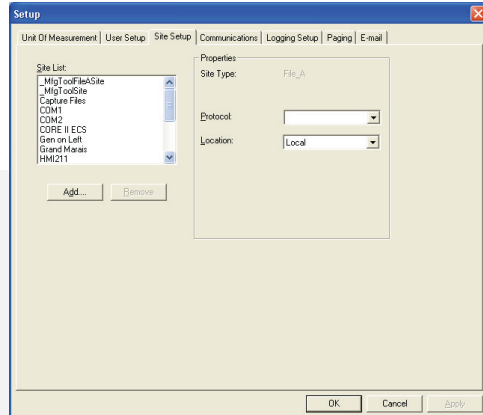 Setup
Unit Of Measurement User Setup Site Setup Communications Logging Setup Paging E-mail
Site List:
_MfgToolFileASite
_MfgToolSite
Capture Files
COM1
COM2
CORE II ECS
Gen on Left
Grand Marais
HMI211
Add.... Remove
Properties
Site Type: File_A
Protocol:
Location: Local
OK Cancel Apply